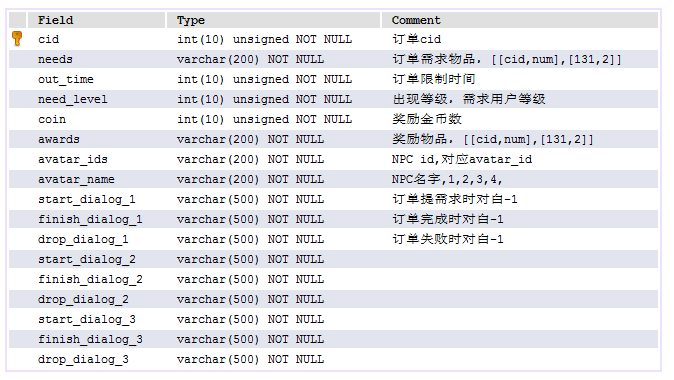 Field Type Comment
cid int(10) unsigned NOT NULL 订单cid
needs varchar(200) NOT NULL 订单需求物品，[[cid,num],[131,2]]
out_time int(10) unsigned NOT NULL 订单限制时间
need_level int(10) unsigned NOT NULL 出现等级，需求用户等级
coin int(10) unsigned NOT NULL 奖励金币数
awards varchar(200) NOT NULL 奖励物品，[[cid,num],[131,2]]
avatar_ids varchar(200) NOT NULL NPC id,对应avatar_id
avatar_name varchar(200) NOT NULL NPC名字,1,2,3,4,
start_dialog_1 varchar(500) NOT NULL 订单提需求时对白-1
finish_dialog_1 varchar(500) NOT NULL 订单完成时对白-1
drop_dialog_1 varchar(500) NOT NULL 订单失败时对白-1
start_dialog_2 varchar(500) NOT NULL
finish_dialog_2 varchar(500) NOT NULL
drop_dialog_2 varchar(500) NOT NULL
start_dialog_3 varchar(500) NOT NULL
finish_dialog_3 varchar(500) NOT NULL
drop_dialog_3 varchar(500) NOT NULL